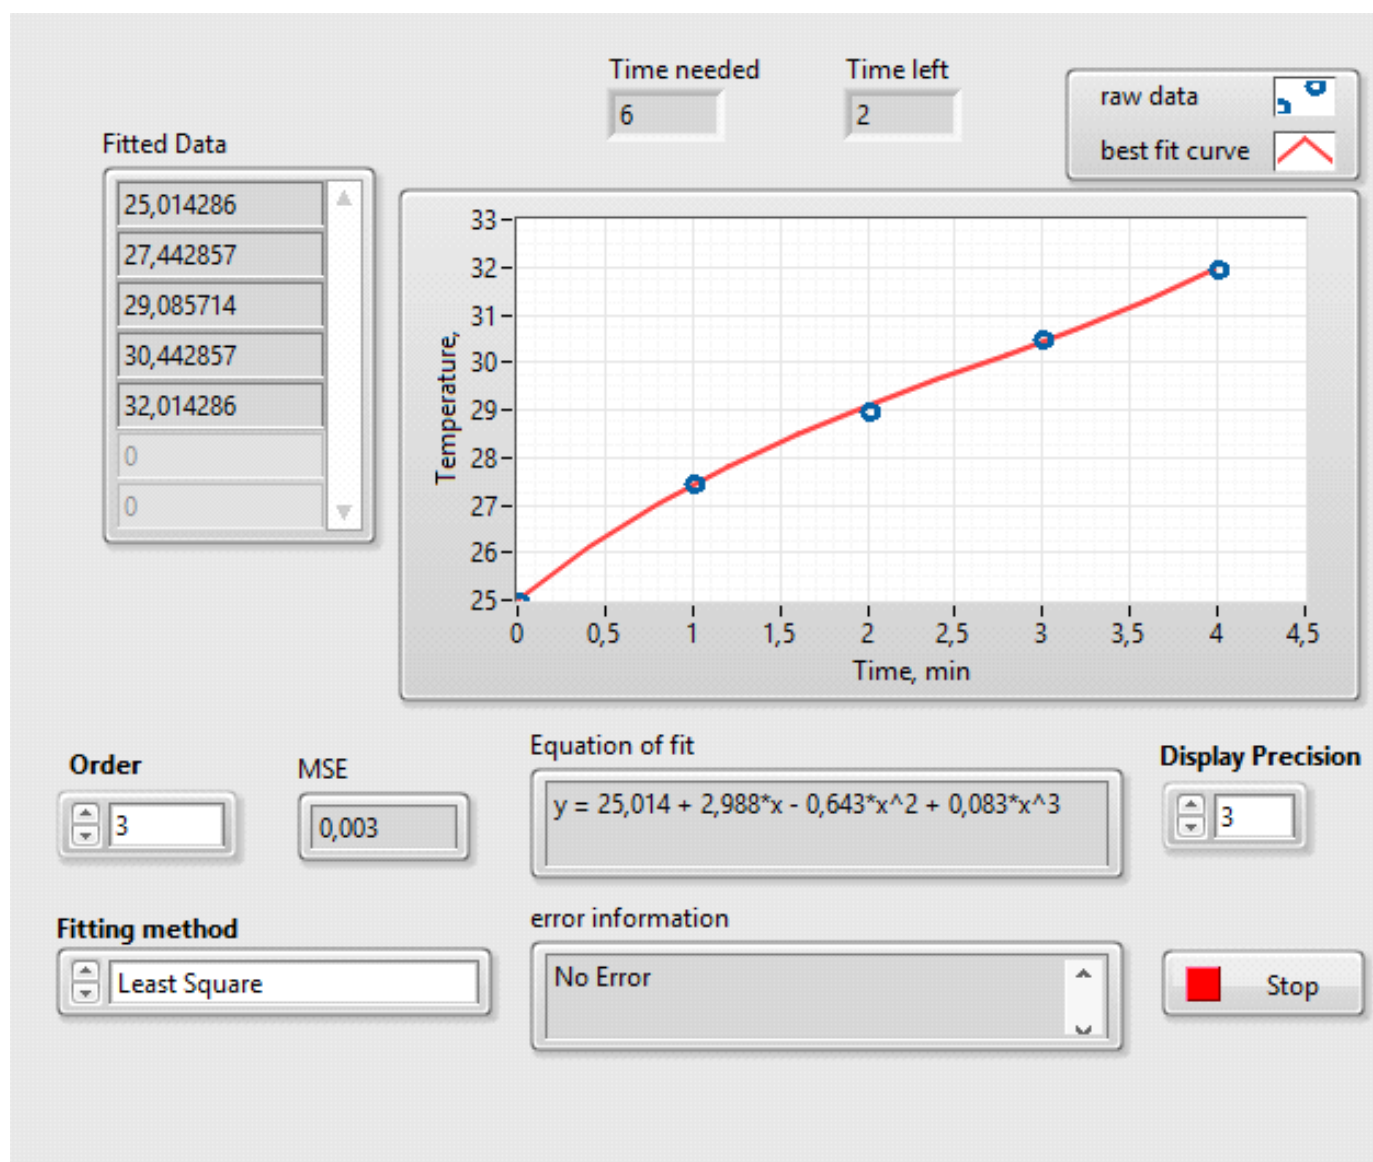 Time needed
6
Time left
2
raw data
best fit curve
Fitted Data
25,014286
27,442857
29,085714
30,442857
32,014286
0
0
33
32
31
30
29
28
27
26
25
Temperature,
0 0,5 1 1,5 2 2,5 3 3,5 4 4,5
Time, min
Order
3
MSE
0,003
Equation of fit
y = 25,014 + 2,988*x - 0,643*x^2 + 0,083*x^3
Display Precision
3
Fitting method
Least Square
error information
No Error
Stop